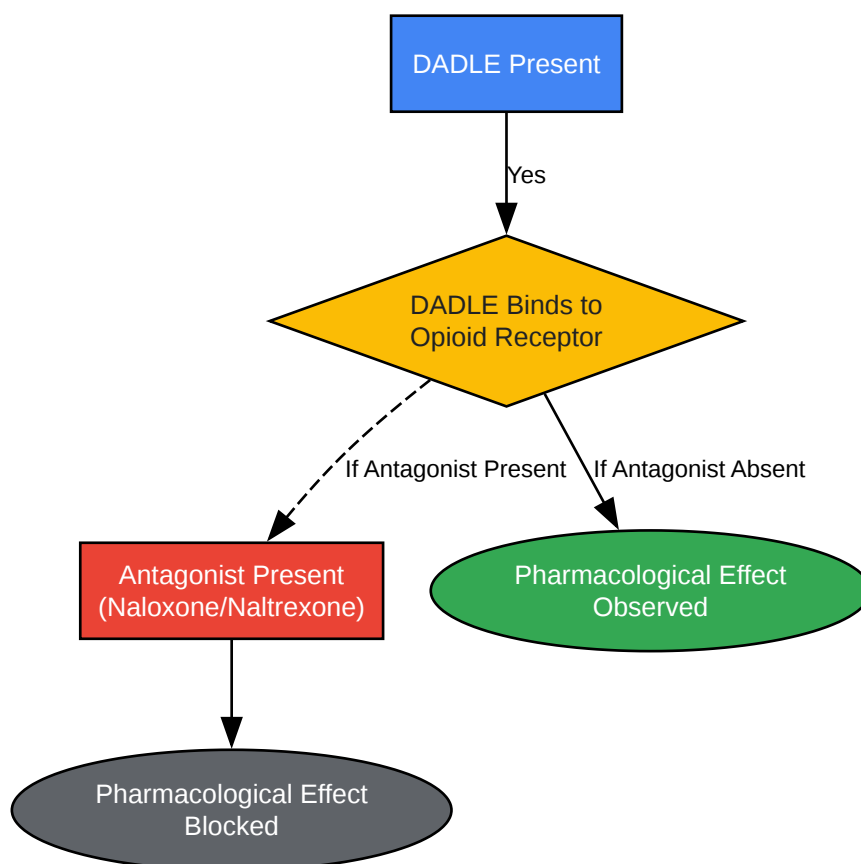 DADLE Present
Yes
DADLE Binds to
Opioid Receptor
If Antagonist Present
If Antagonist Absent
Antagonist Present
(Naloxone/Naltrexone)
Pharmacological Effect
Observed
Pharmacological Effect
Blocked